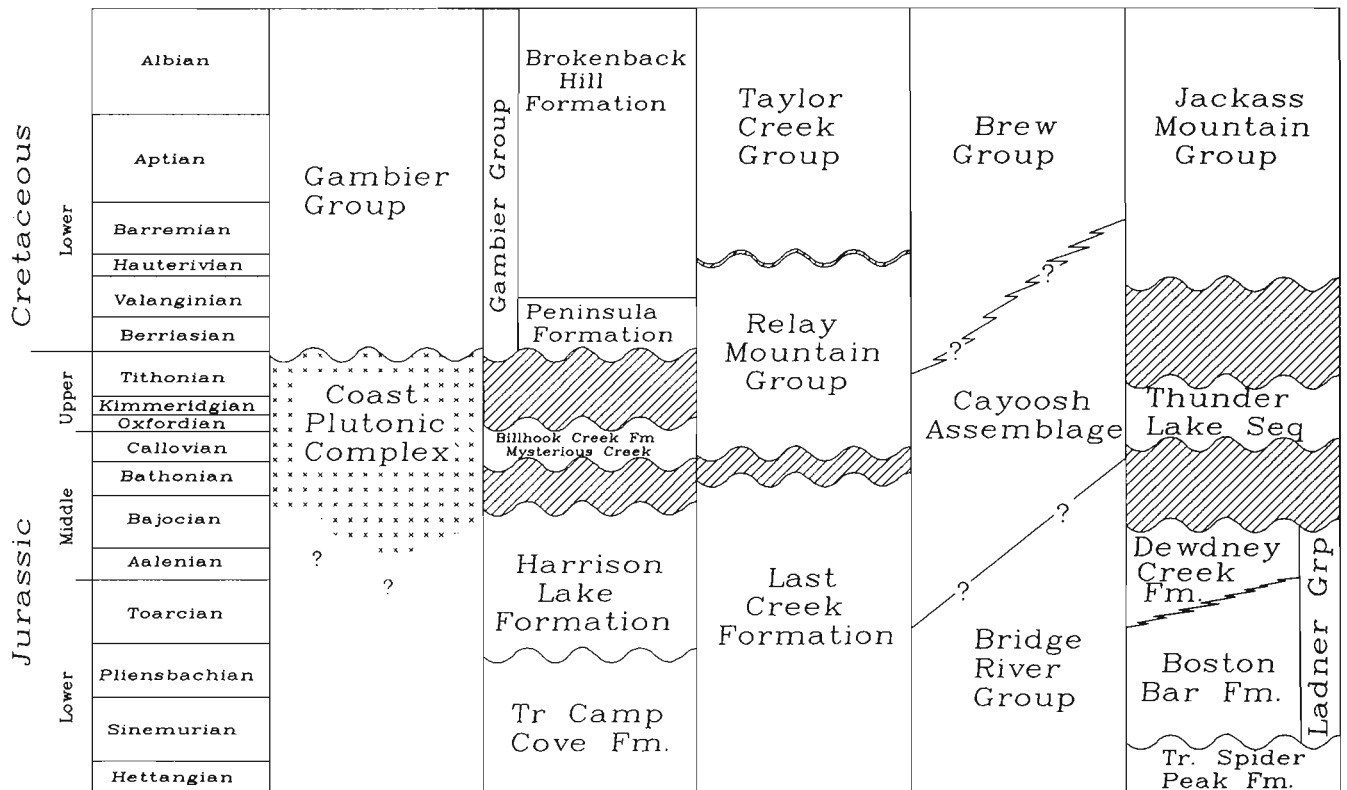 Cretaceous
Lower
Jurassic
Upper
Middle
Lower
Albian
Aptian
Barremian
Hauterivian
Valanginian
Berriasian
Tithonian
Kimmeridgian
Oxfordian
Callovian
Bathonian
Bajocian
Aalenian
Toarcian
Pliensbachian
Sinemurian
Hettangian
Gambier
Group
Coast
Plutonic
Complex
?
?
Gambier Group
Brokenback
Hill
Formation
Peninsula
Formation
Billhook Creek Fm
Mysterious Creek
Harrison
Lake
Formation
Tr Camp
Cove Fm.
Taylor
Creek
Group
Relay
Mountain
Group
Last
Creek
Formation
Brew
Group
?
?
Cayoosh
Assemblage
?
?
Bridge
River
Group
Jackass
Mountain
Group
Thunder
Lake Seq
Dewdney
Creek
Fm.
Boston
Bar Fm.
Ladner Grp
Tr. Spider
Peak Fm.